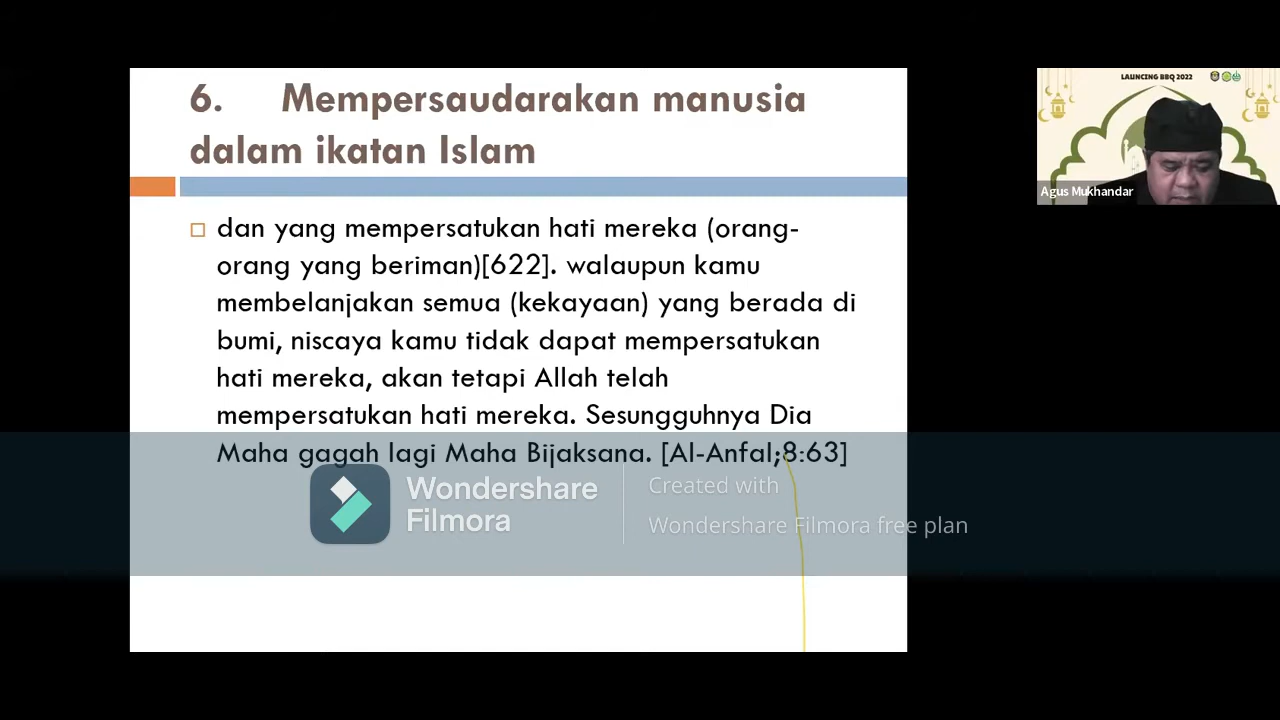 6. Mempersaudarakan manusia
dalam ikatan Islam
dan yang mempersatukan hati mereka (orang-
orang yang beriman)[622]. walaupun kamu
membelanjakan semua (kekayaan) yang berada di
bumi, niscaya kamu tidak dapat mempersatukan
hati mereka, akan tetapi Allah telah
mempersatukan hati mereka. Sesungguhnya Dia
Maha gagah lagi Maha Bijaksana. [Al-Anfal;8:63]
Wondershare
Filmora
Created with
Wondershare Filmora free plan
LAUNCING BBQ 2022
Agus Mukhandar